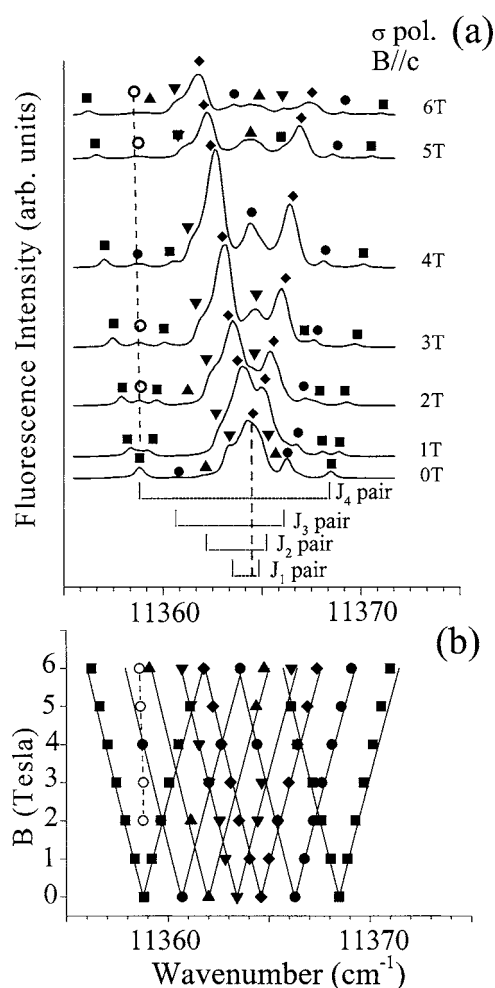 (a)
σ pol.
B//c
6T
5T
4T
3T
2T
1T
0T
J4 pair
J3 pair
J2 pair
J1 pair
Fluorescence Intensity (arb. units)
11360 11370
(b)
6
5
4
3
2
1
0
B (Tesla)
11360 11370
Wavenumber (cm⁻¹)